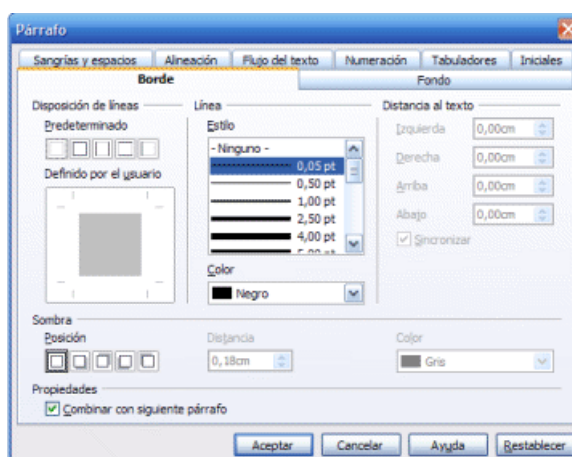 Párrafo
Sangrías y espacios Alineación Flujo del texto Numeración Tabuladores Iniciales
Borde Fondo
Disposición de líneas Línea Distancia al texto
Predeterminado Estilo Izquierda 0,00cm
- Ninguno -
0,05 pt Derecha 0,00cm
Definido por el usuario 0,50 pt
1,00 pt Arriba 0,00cm
2,50 pt Abajo 0,00cm
4,00 pt Sincronizar
5,00 pt
Color
Negro
Sombra
Posición Distancia Color
0,18cm Gris
Propiedades
Combinar con siguiente párrafo
Aceptar Cancelar Ayuda Restablecer